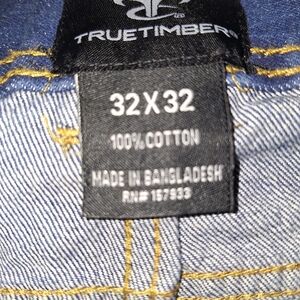 TRUETIMBER
32X32
100% COTTON
MADE IN BANGLADESH
RN# 157933